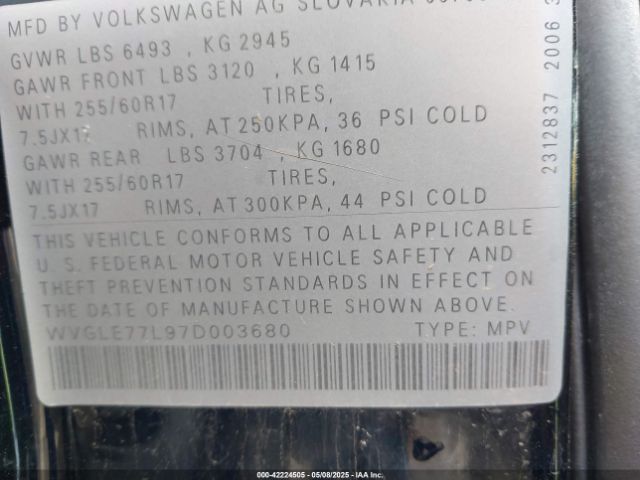 MFD BY VOLKSWAGEN AG SLOVAKIA
GVWR LBS 6493 , KG 2945
GAWR FRONT LBS 3120 , KG 1415
WITH 255/60R17 TIRES,
7.5JX17 RIMS, AT 250KPA, 36 PSI COLD
GAWR REAR LBS 3704 , KG 1680
WITH 255/60R17 TIRES,
7.5JX17 RIMS, AT 300KPA, 44 PSI COLD
THIS VEHICLE CONFORMS TO ALL APPLICABLE
U. S. FEDERAL MOTOR VEHICLE SAFETY AND
THEFT PREVENTION STANDARDS IN EFFECT ON
THE DATE OF MANUFACTURE SHOWN ABOVE.
WVGLE77L97D003680 TYPE: MPV
2312837 2006
000-42224505 - 05/08/2025 - IAA Inc.